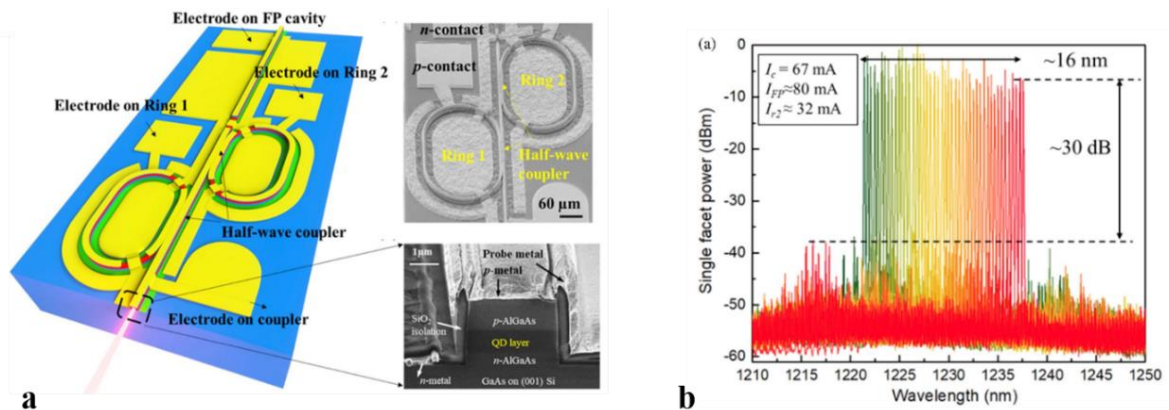 Electrode on FP cavity
Electrode on Ring 2
Electrode on Ring 1
Half-wave coupler
Electrode on coupler
n-contact
p-contact
Ring 2
Ring 1
Half-wave
coupler
60 µm
1µm
Probe metal
p-metal
SiO₂
isolation
p-AlGaAs
QD layer
n-AlGaAs
n-metal
GaAs on (001) Si
a
(a)
I_c = 67 mA
I_FP≈80 mA
I_r2≈ 32 mA
~16 nm
~30 dB
Single facet power (dBm)
0
-10
-20
-30
-40
-50
-60
1210 1215 1220 1225 1230 1235 1240 1245 1250
Wavelength (nm)
b